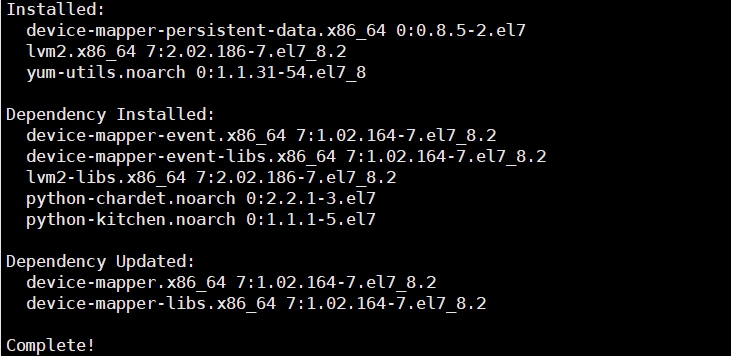 Installed:
device-mapper-persistent-data.x86_64 0:0.8.5-2.el7
lvm2.x86_64 7:2.02.186-7.el7_8.2
yum-utils.noarch 0:1.1.31-54.el7_8
Dependency Installed:
device-mapper-event.x86_64 7:1.02.164-7.el7_8.2
device-mapper-event-libs.x86_64 7:1.02.164-7.el7_8.2
lvm2-libs.x86_64 7:2.02.186-7.el7_8.2
python-chardet.noarch 0:2.2.1-3.el7
python-kitchen.noarch 0:1.1.1-5.el7
Dependency Updated:
device-mapper.x86_64 7:1.02.164-7.el7_8.2
device-mapper-libs.x86_64 7:1.02.164-7.el7_8.2
Complete!